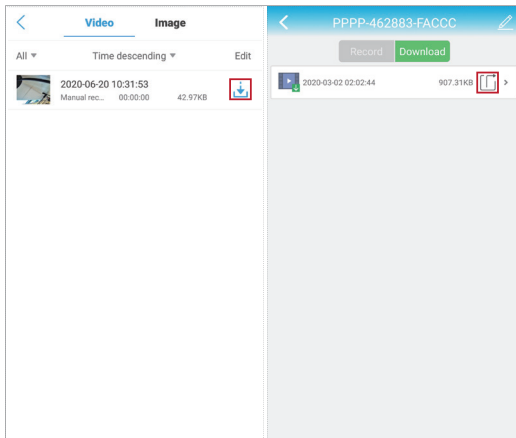 Video Image
All Time descending Edit
2020-06-20 10:31:53
Manual rec... 00:00:00 42.97KB
PPPP-462883-FACCC
Record Download
2020-03-02 02:02:44 907.31KB